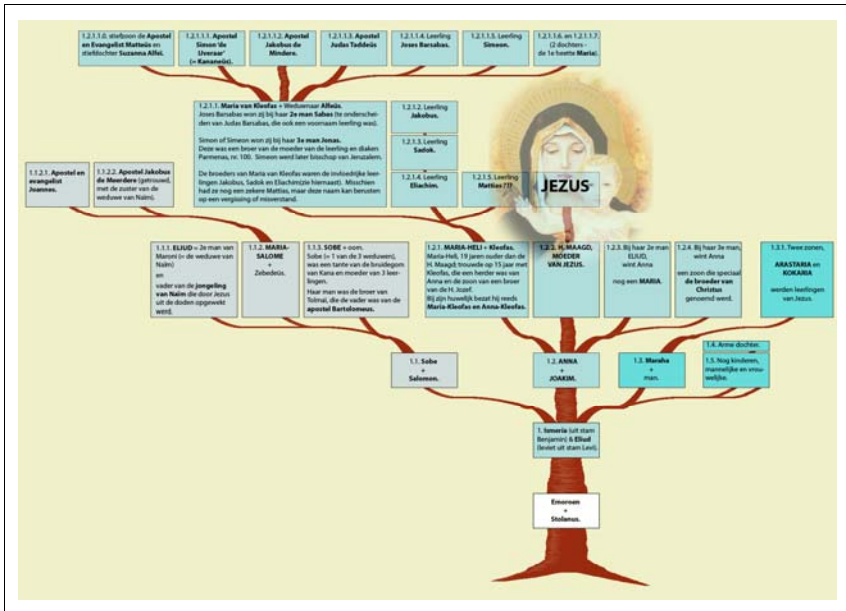 1.2.1.1.0. stiefzoon de Apostel
en Evangelist Matteüs en
stiefdochter Suzanna Alfeï.
1.2.1.1.1. Apostel
Simon 'de
IJveraar'
(= Kananeüs).
1.2.1.1.2. Apostel
Jakobus de
Mindere.
1.2.1.1.3. Apostel
Judas Taddeüs
1.2.1.1.4. Leerling
Joses Barsabas.
1.2.1.1.5. Leerling
Simeon.
1.2.1.1.6. en 1.2.1.1.7.
(2 dochters -
de 1e heette Maria).
1.2.1.1. Maria van Kleofas + Weduwnaar Alfeüs.
Joses Barsabas won zij bij haar 2e man Sabas (te onderschei-
den van Judas Barsabas, die ook een voornaam leerling was).
Simon of Simeon won zij bij haar 3e man Jonas.
Deze was een broer van de moeder van de leerling en diaken
Parmenas, nr. 100. Simeon werd later bisschop van Jeruzalem.
De broeders van Maria van Kleofas waren de invloedrijke leer-
lingen Jakobus, Sadok en Eliachim(zie hiernaast). Misschien
had ze nog een zekere Mattias, maar deze naam kan berusten
op een vergissing of misverstand.
1.2.1.2. Leerling
Jakobus.
1.2.1.3. Leerling
Sadok.
1.2.1.4. Leerling
Eliachim.
1.2.1.5. Leerling
Mattias ?!?
JEZUS
1.1.2.1. Apostel en
evangelist
Joannes.
1.1.2.2. Apostel Jakobus
de Meerdere (getrouwd,
met de zuster van de
weduwe van Naïm).
1.1.1. ELIUD = 2e man van
Maroni (= de weduwe van
Naïm)
en
vader van de jongeling
van Naïm die door Jezus
uit de doden opgewekt
werd.
1.1.2. MARIA-
SALOME
+
Zebedeüs.
1.1.3. SOBE + oom.
Sobe (= 1 van de 3 weduwen),
was een tante van de bruidegom
van Kana en moeder van 3 leer-
lingen.
Haar man was de broer van
Tolmai, die de vader was van de
apostel Bartolomeus.
1.2.1. MARIA-HELI + Kleofas.
Maria-Heli, 19 jaren ouder dan de
H. Maagd; trouwde op 15 jaar met
Kleofas, die een herder was van
Anna en de zoon van een broer
van de H. Jozef.
Bij zijn huwelijk bezat hij reeds
Maria-Kleofas en Anna-Kleofas.
1.2.2. H. MAAGD,
MOEDER
VAN JEZUS.
1.2.3. Bij haar 2e man
ELIUD,
wint Anna
nog een MARIA.
1.2.4. Bij haar 3e man,
wint Anna
een zoon die speciaal
de broeder van
Christus
genoemd werd.
1.3.1. Twee zonen,
ARASTARIA en
KOKARIA
werden leerlingen
van Jezus.
1.1. Sobe
+
Salomon.
1.2. ANNA
+
JOAKIM.
1.3. Maraha
+
man.
1.4. Arme dochter.
1.5. Nog kinderen,
mannelijke en vrou-
welijke.
1. Ismeria (uit stam
Benjamin) & Eliud
(leviet uit stam Levi).
Emoroen
+
Stolanus.